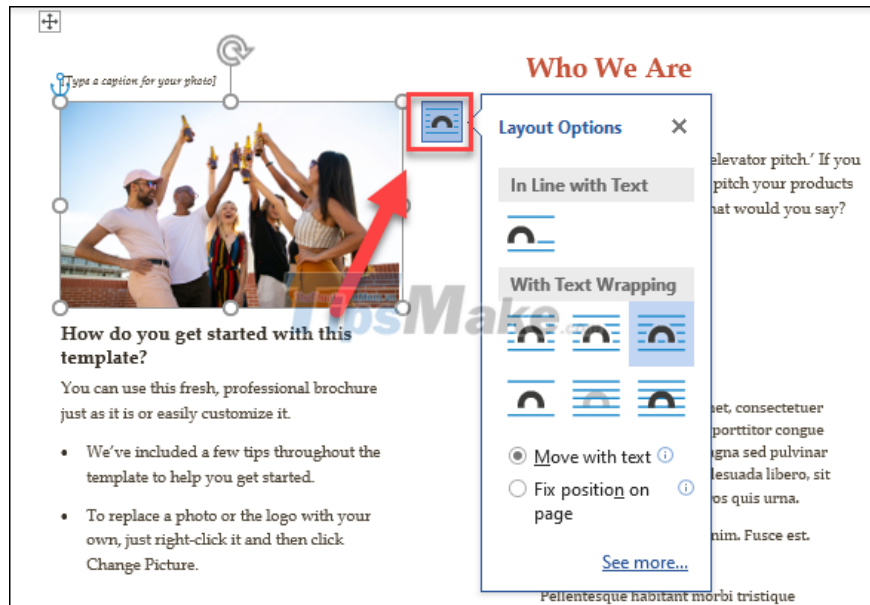 [Type a caption for your photo]
How do you get started with this
template?
You can use this fresh, professional brochure
just as it is or easily customize it.
• We've included a few tips throughout the
template to help you get started.
• To replace a photo or the logo with your
own, just right-click it and then click
Change Picture.
Who We Are
elevator pitch.' If you
pitch your products
hat would you say?
Layout Options
In Line with Text
With Text Wrapping
Move with text
Fix position on
page
See more...
et, consectetuer
porttitor congue
gna sed pulvinar
lesuada libero, sit
os quis urna.
nim. Fusce est.
Pellentesque habitant morbi tristique
TipsMake.com